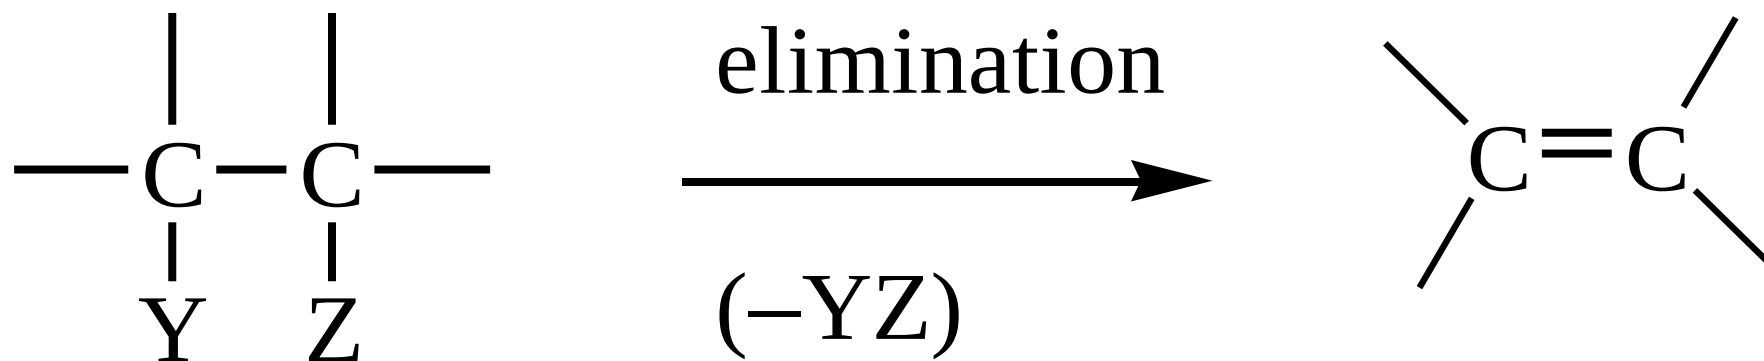 elimination
C C
C=C
Y Z
(–YZ)